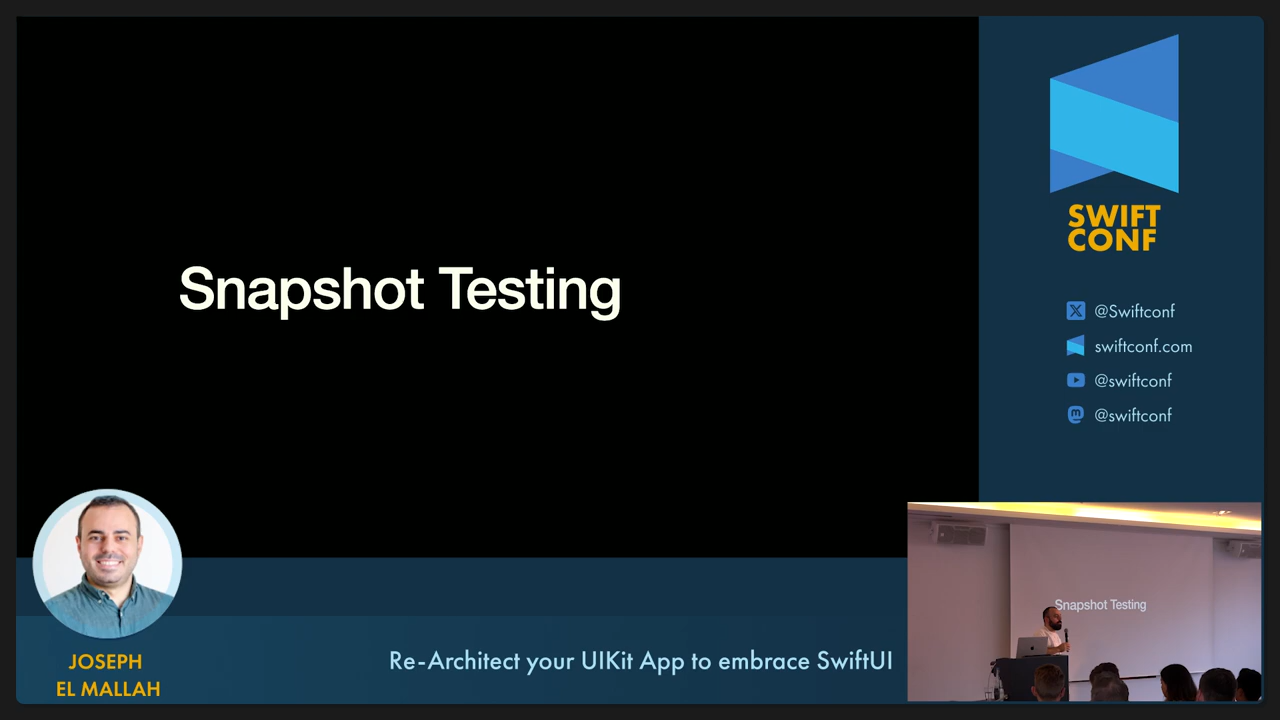 Snapshot Testing
SWIFT
CONF
@Swiftconf
swiftconf.com
@swiftconf
@swiftconf
Snapshot Testing
JOSEPH
EL MALLAH
Re-Architect your UIKit App to embrace SwiftUI